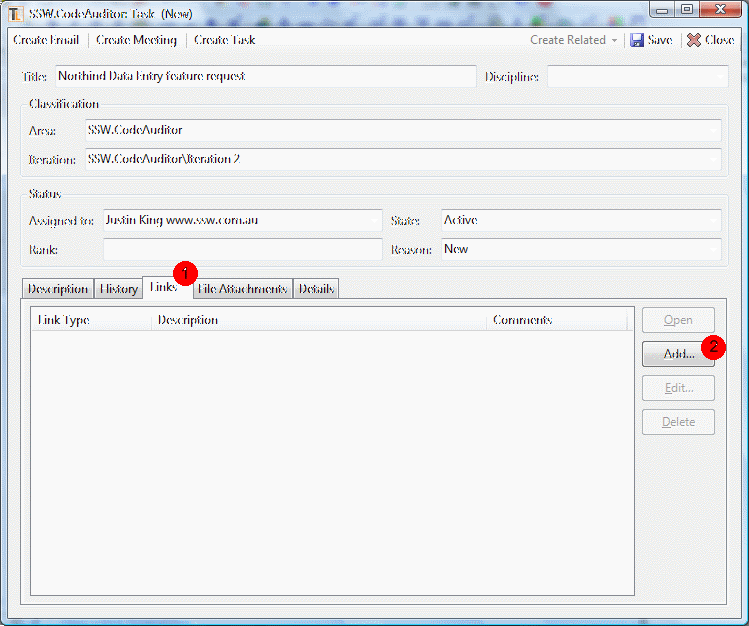 SSW.CodeAuditor: Task (New)
Create Email Create Meeting Create Task Create Related Save Close
Title: Northind Data Entry feature request Discipline:
Classification
Area: SSW.CodeAuditor
Iteration: SSW.CodeAuditor\Iteration 2
Status
Assigned to: Justin King www.ssw.com.au State: Active
Rank: Reason: New
1
Description History Links File Attachments Details
Link Type Description Comments Open
Add... 2
Edit...
Delete